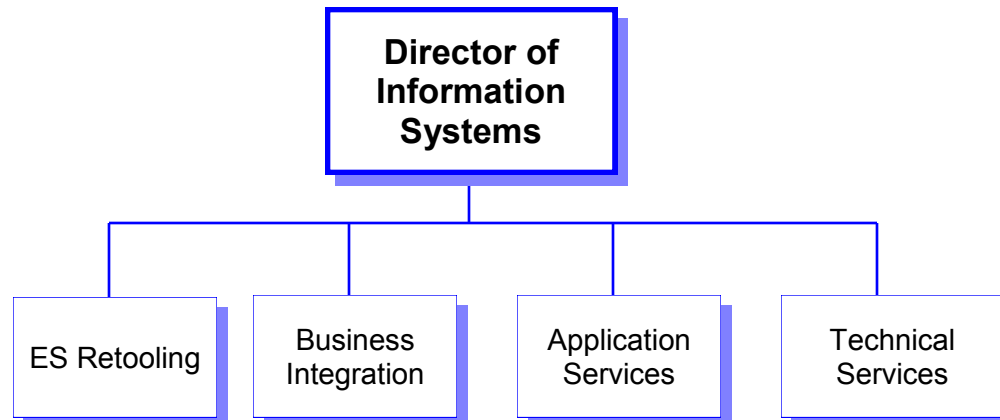 Director of
Information
Systems
ES Retooling
Business
Integration
Application
Services
Technical
Services